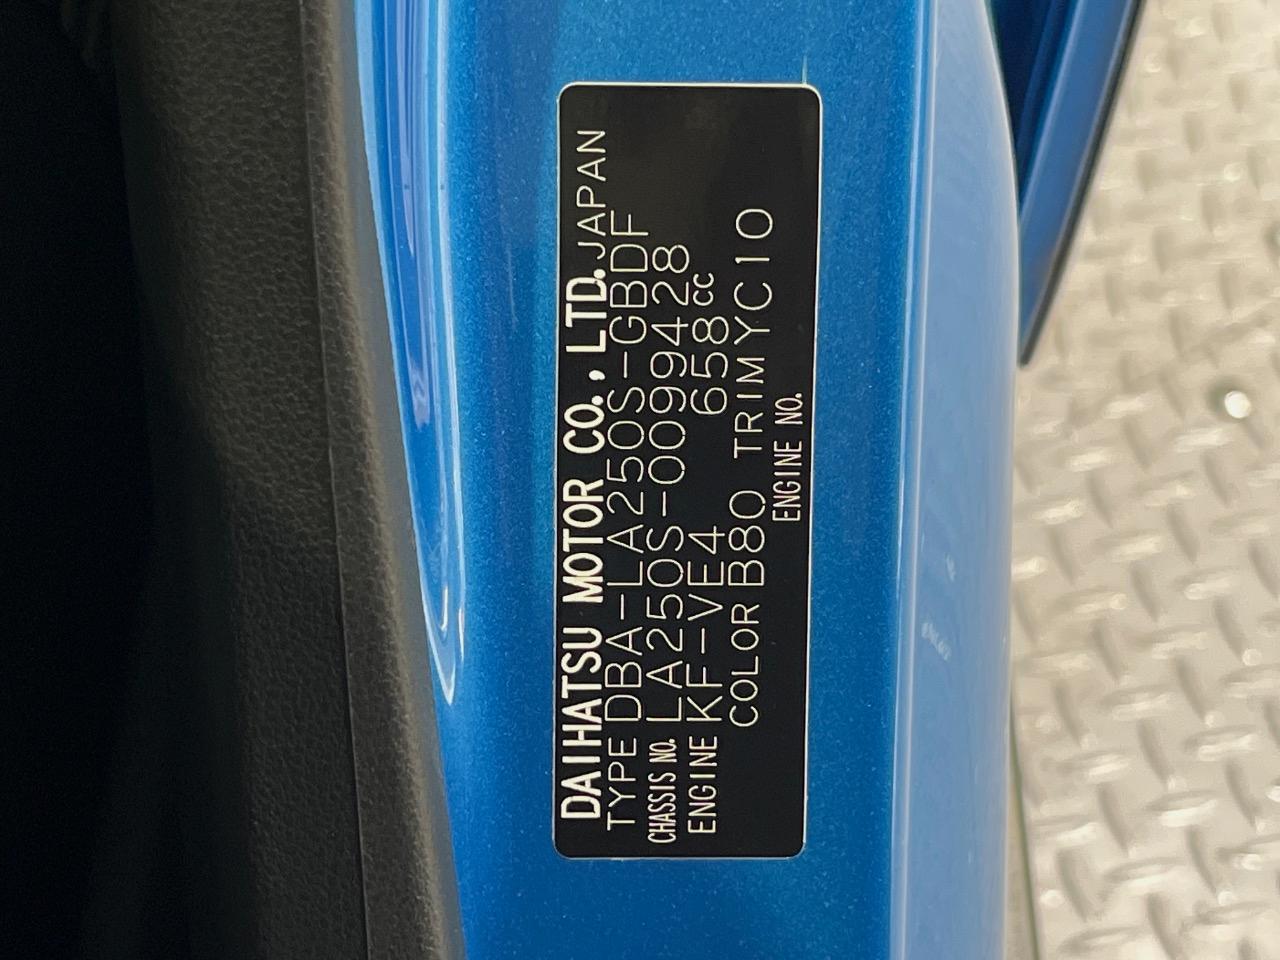 DAIHATSU MOTOR CO., LTD. JAPAN
TYPE DBA-LA250S-GBDF
CHASSIS NO. LA250S-0099428
ENGINE KF-VE4 658cc
COLOR B80 TRIM YC10
ENGINE NO.